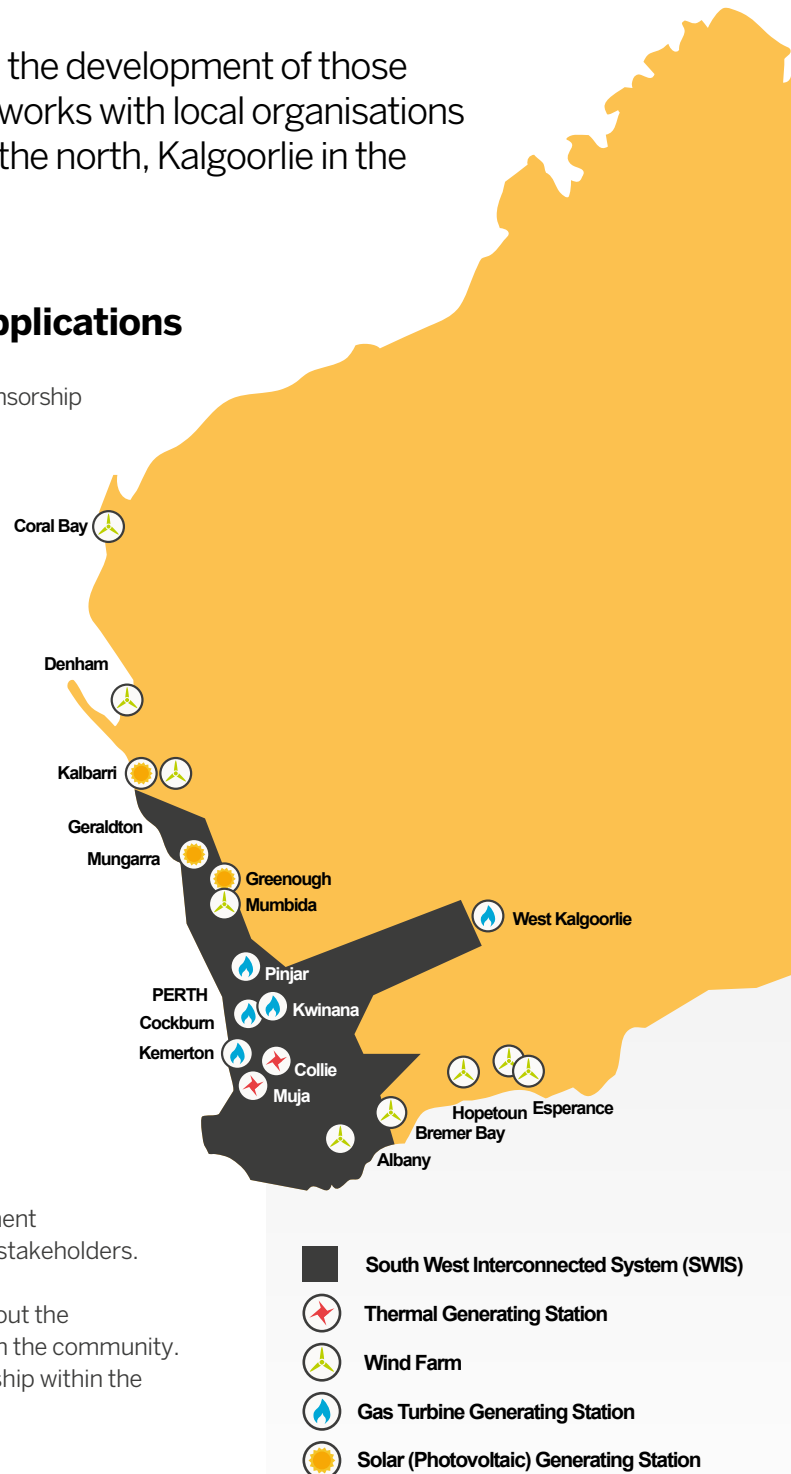 the development of those
works with local organisations
the north, Kalgoorlie in the
pplications
nsorship
Coral Bay
Denham
Kalbarri
Geraldton
Mungarra
Greenough
Mumbida
West Kalgoorlie
Pinjar
PERTH
Kwinana
Cockburn
Kemerton
Collie
Muja
Hopetoun
Esperance
Bremer Bay
Albany
nent
stakeholders.
out the
n the community.
ship within the
South West Interconnected System (SWIS)
Thermal Generating Station
Wind Farm
Gas Turbine Generating Station
Solar (Photovoltaic) Generating Station